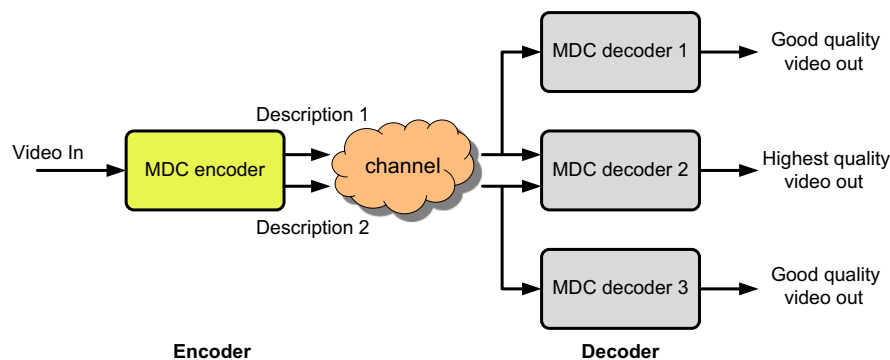 Video In
MDC encoder
Description 1
Description 2
channel
MDC decoder 1
Good quality
video out
MDC decoder 2
Highest quality
video out
MDC decoder 3
Good quality
video out
Encoder
Decoder